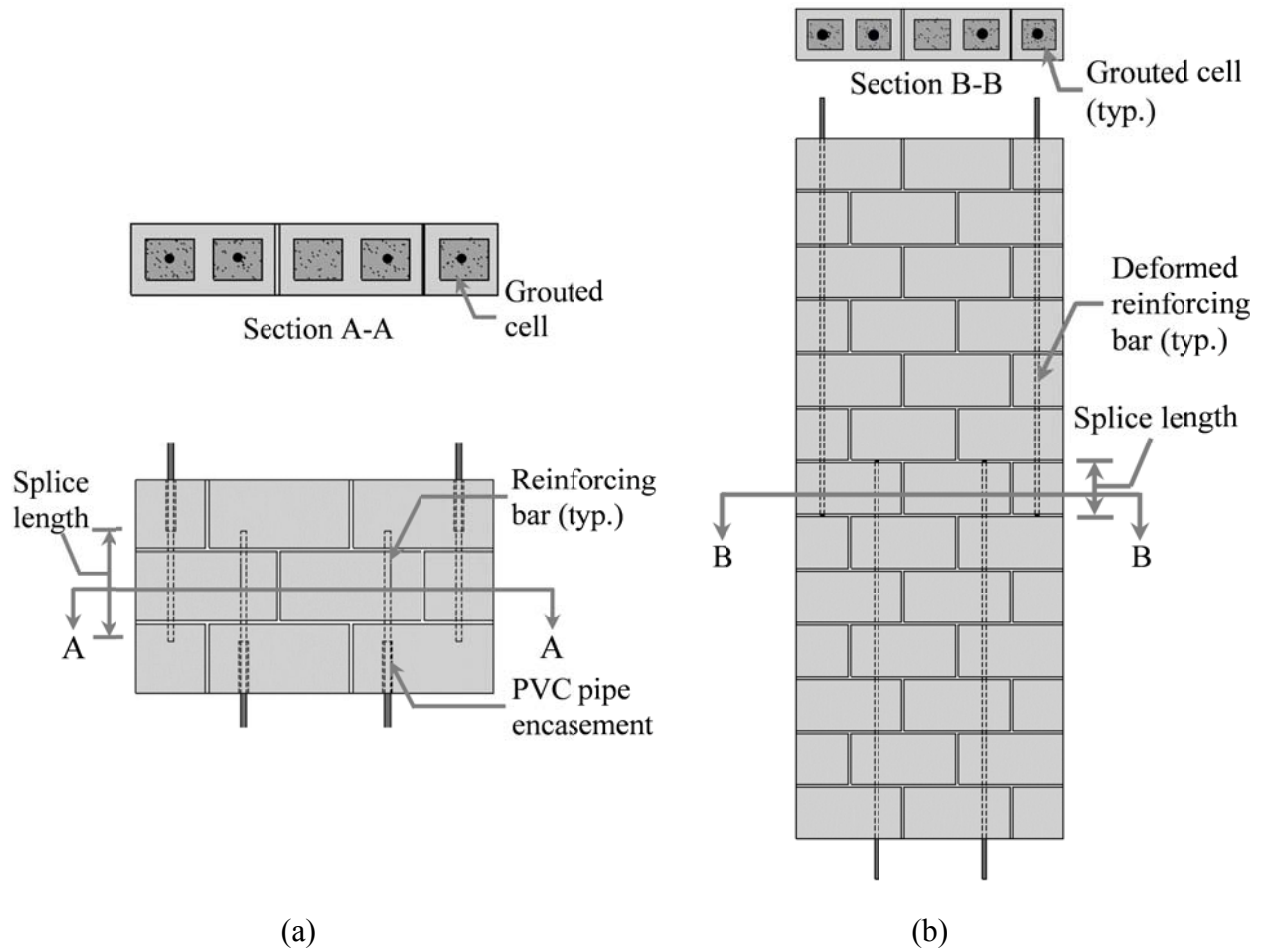 Section A-A
Grouted
cell
Splice
length
Reinforcing
bar (typ.)
A
A
PVC pipe
encasement
(a)
Section B-B
Grouted cell
(typ.)
Deformed
reinforcing
bar (typ.)
Splice length
B
B
(b)